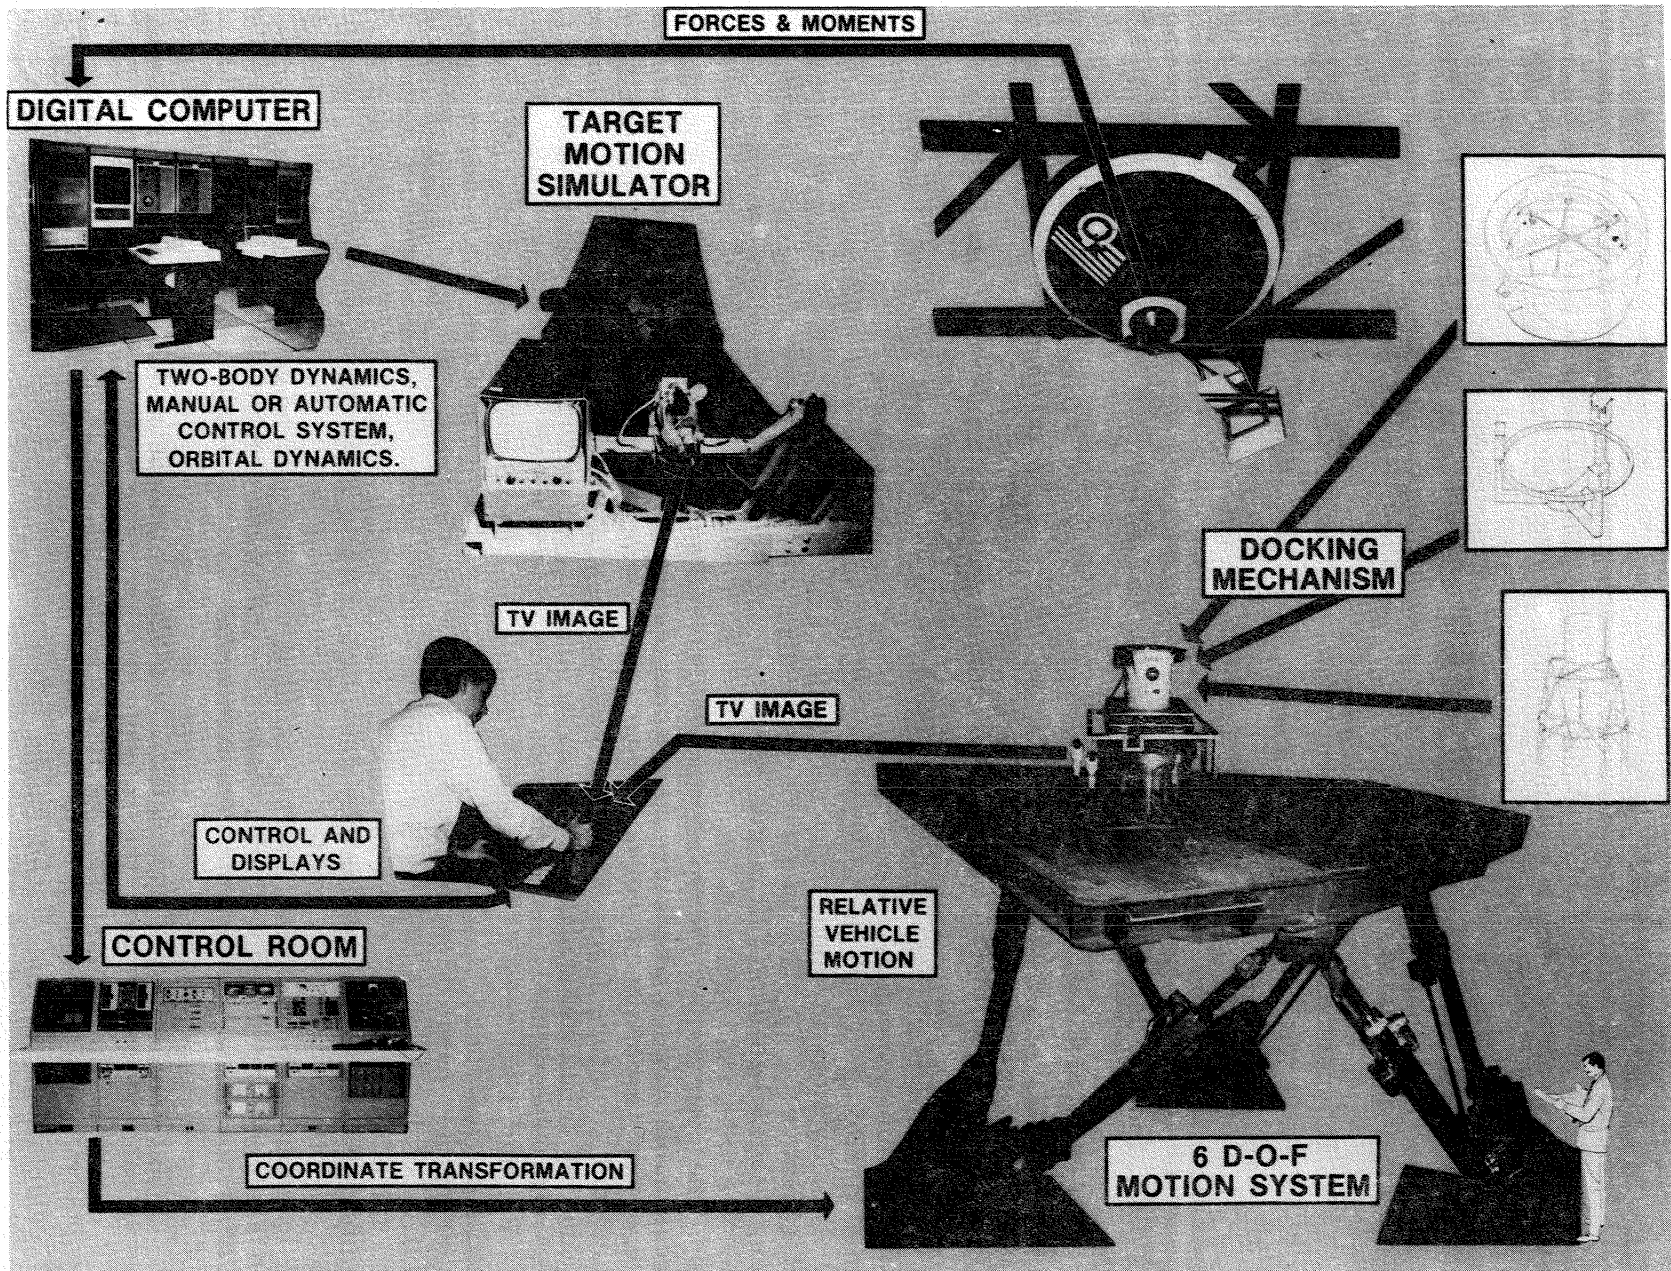 FORCES & MOMENTS
DIGITAL COMPUTER
TARGET
MOTION
SIMULATOR
TWO-BODY DYNAMICS,
MANUAL OR AUTOMATIC
CONTROL SYSTEM,
ORBITAL DYNAMICS.
DOCKING
MECHANISM
TV IMAGE
TV IMAGE
CONTROL AND
DISPLAYS
RELATIVE
VEHICLE
MOTION
CONTROL ROOM
COORDINATE TRANSFORMATION
6 D-O-F
MOTION SYSTEM